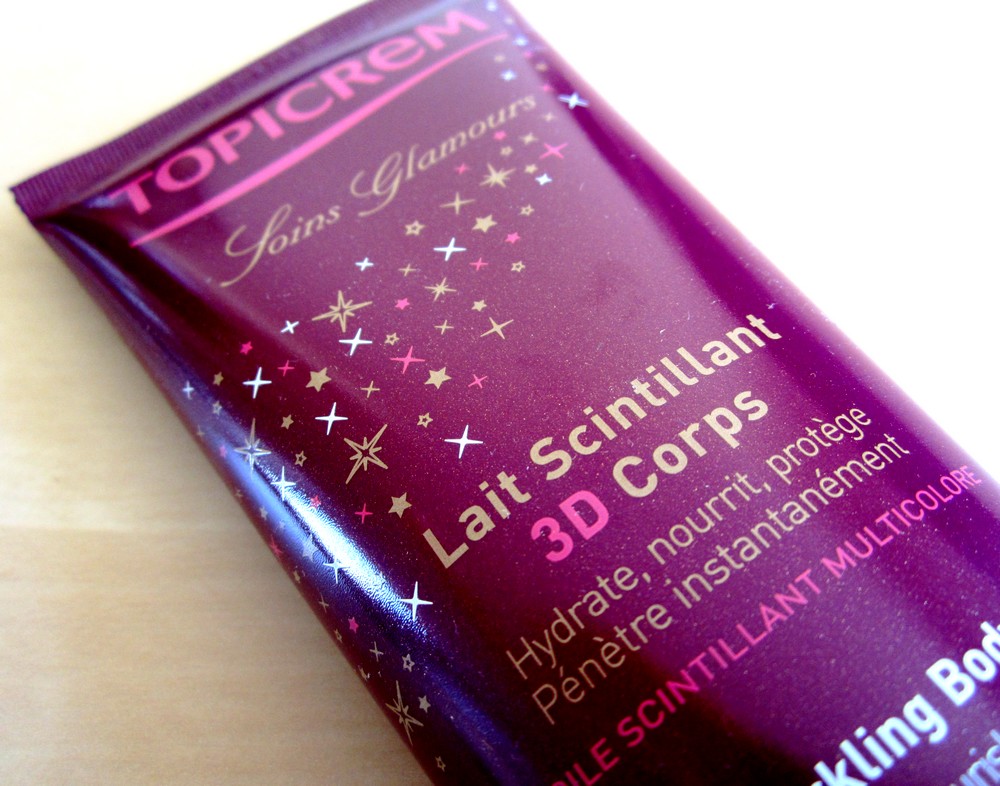 TOPICREM
Soins Glamours
Lait Scintillant
3D Corps
Hydrate, nourrit, protège
Pénètre instantanément
SCINTILLANT MULTICOLORE